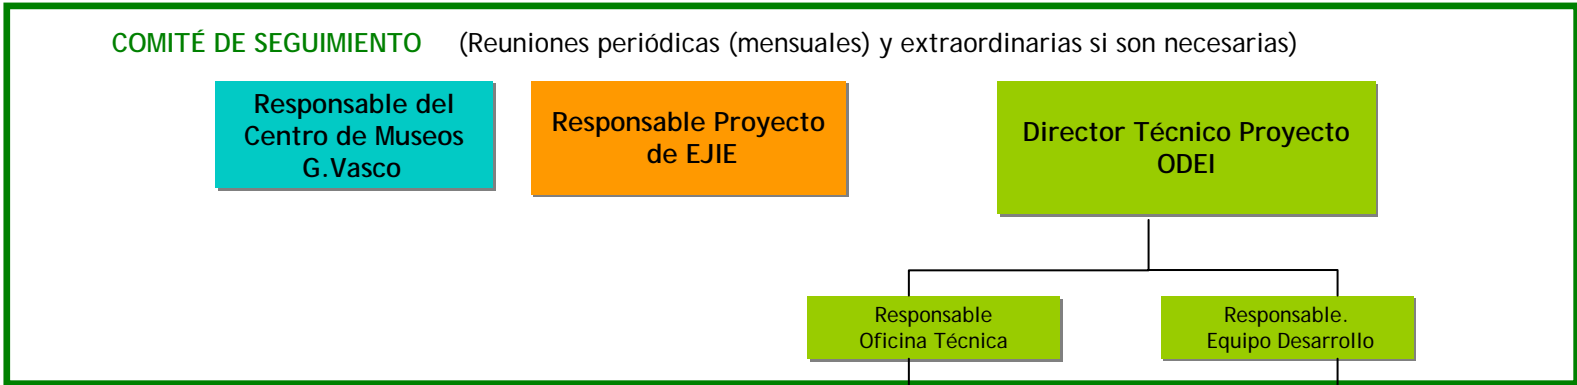 COMITÉ DE SEGUIMIENTO (Reuniones periódicas (mensuales) y extraordinarias si son necesarias)
Responsable del
Centro de Museos
G.Vasco
Responsable Proyecto
de EJIE
Director Técnico Proyecto
ODEI
Responsable
Oficina Técnica
Responsable.
Equipo Desarrollo